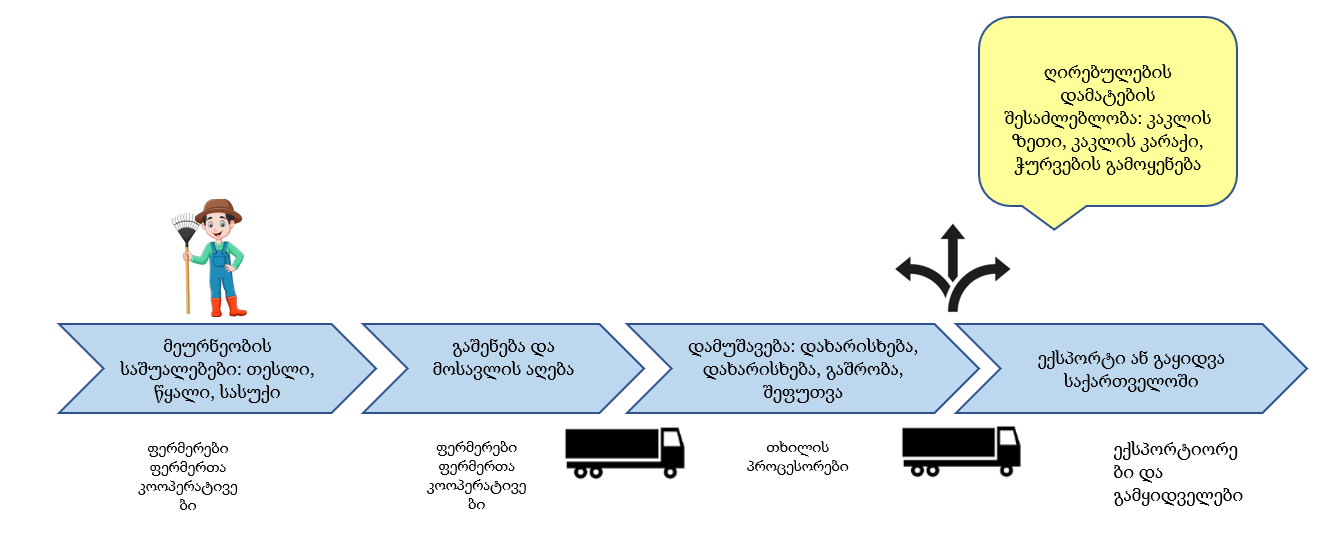 ღირებულების
დამატების
შესაძლებლობა: კაკლის
ზეთი, კაკლის კარაქი,
ჭურვების გამოყენება
მეურნეობის
საშუალებები: თესლი,
წყალი, სასუქი
გაშენება და
მოსავლის აღება
დამუშავება: დახარისხება,
დახარისხება, გაშრობა,
შეფუთვა
ექსპორტი ან გაყიდვა
საქართველოში
ფერმერები
ფერმერთა
კოოპერატივე
ბი
ფერმერები
ფერმერთა
კოოპერატივე
ბი
თხილის
პროცესორები
ექსპორტიორე
ბი და
გამყიდველები